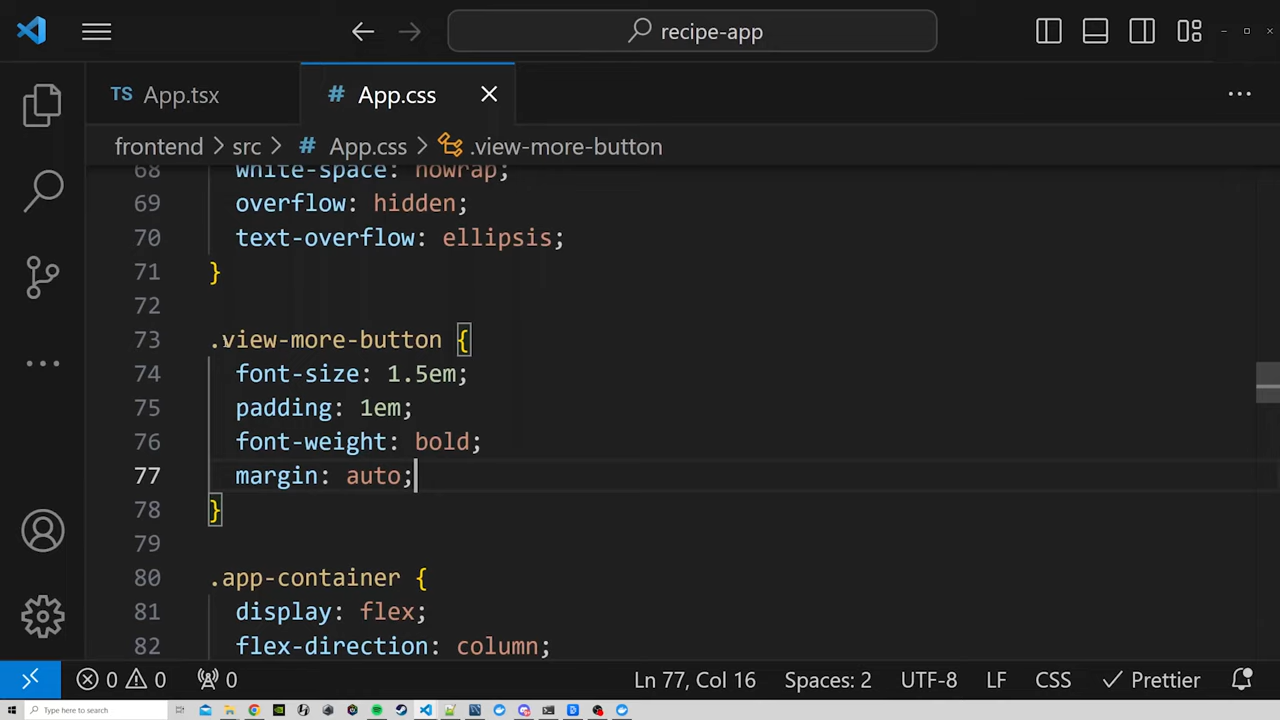 recipe-app
TS App.tsx
# App.css
frontend > src > # App.css > .view-more-button
68 white-space: nowrap;
69 overflow: hidden;
70 text-overflow: ellipsis;
71 }
72
73 .view-more-button {
74 font-size: 1.5em;
75 padding: 1em;
76 font-weight: bold;
77 margin: auto;
78 }
79
80 .app-container {
81 display: flex;
82 flex-direction: column;
0 0 0 Ln 77, Col 16 Spaces: 2 UTF-8 LF CSS Prettier
Type here to search